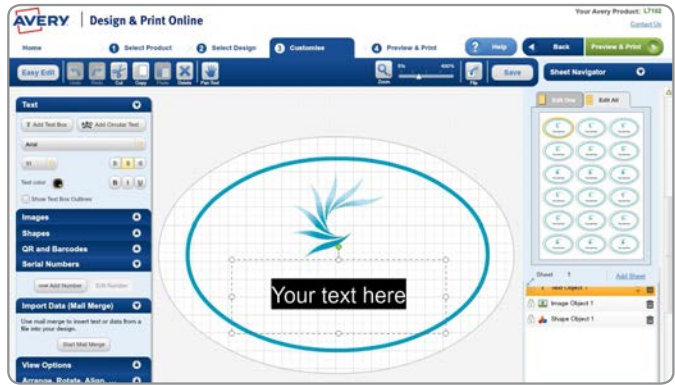 Your Avery Product: L7102
AVERY Design & Print Online
Contact Us
Home 1 Select Product 2 Select Design 3 Customise 4 Preview & Print ? Help Back Preview & Print
Easy Edit Undo Redo Cut Copy Paste Delete Pan Tool Zoom 0% 400% Flip Save Sheet Navigator
Text
Edit One Edit All
T Add Text Box Add Circular Text
Arial
11
Text color B I U
Show Text Box Outlines
Images
Shapes
QR and Barcodes
Serial Numbers
Add Number Edit Number
Import Data (Mail Merge)
Use mail merge to insert text or data from a
file into your design.
Start Mail Merge
View Options
Arrange, Rotate, Align, ...
Your text here
Sheet 1 Add Sheet
Text Object 1
Image Object 1
Shape Object 1